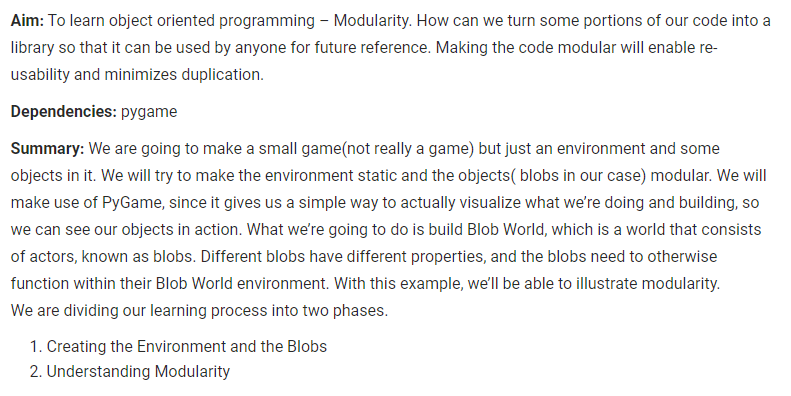 Aim: To learn object oriented programming – Modularity. How can we turn some portions of our code into a
library so that it can be used by anyone for future reference. Making the code modular will enable re-
usability and minimizes duplication.
Dependencies: pygame
Summary: We are going to make a small game(not really a game) but just an environment and some
objects in it. We will try to make the environment static and the objects( blobs in our case) modular. We will
make use of PyGame, since it gives us a simple way to actually visualize what we’re doing and building, so
we can see our objects in action. What we’re going to do is build Blob World, which is a world that consists
of actors, known as blobs. Different blobs have different properties, and the blobs need to otherwise
function within their Blob World environment. With this example, we’ll be able to illustrate modularity.
We are dividing our learning process into two phases.
1. Creating the Environment and the Blobs
2. Understanding Modularity